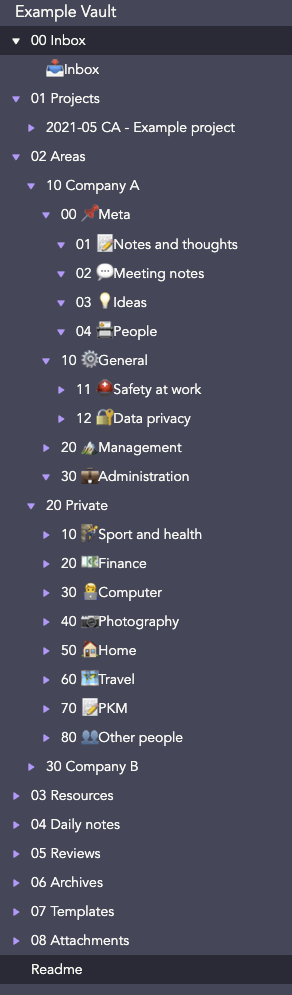 Example Vault
00 Inbox
📥Inbox
01 Projects
2021-05 CA - Example project
02 Areas
10 Company A
00 📌Meta
01 📝Notes and thoughts
02 💬Meeting notes
03 💡Ideas
04 📇People
10 ⚙️General
11 ⛑Safety at work
12 🔐Data privacy
20 🏔Management
30 💼Administration
20 Private
10 🎋Sport and health
20 💵Finance
30 👨‍💻Computer
40 📷Photography
50 🏠Home
60 🗺Travel
70 📝PKM
80 👥Other people
30 Company B
03 Resources
04 Daily notes
05 Reviews
06 Archives
07 Templates
08 Attachments
Readme